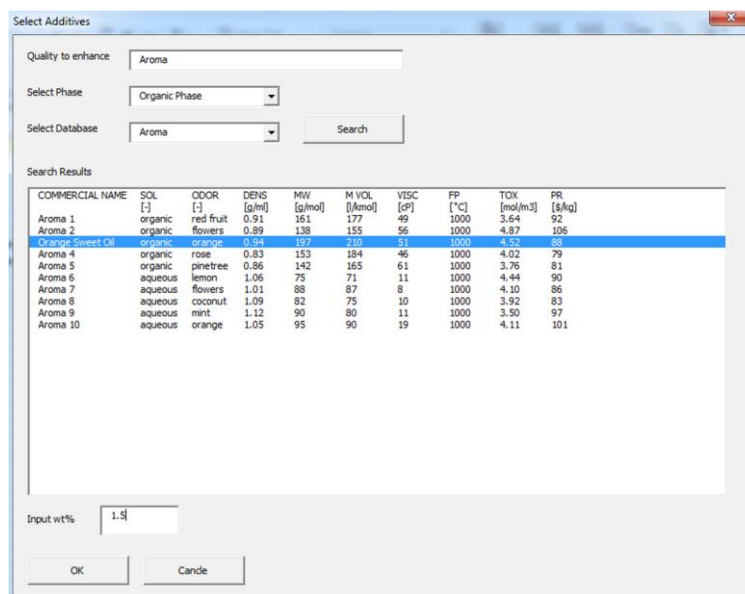 Select Additives
Quality to enhance Aroma
Select Phase Organic Phase
Select Database Aroma Search
Search Results
COMMERCIAL NAME SOL ODOR DENS MW M VOL VISC FP TOX PR
[-] [-] [g/ml] [g/mol] [l/kmol] [cP] [°C] [mol/m3] [$/kg]
Aroma 1 organic red fruit 0.91 161 177 49 1000 3.64 92
Aroma 2 organic flowers 0.89 138 155 56 1000 4.87 106
Orange Sweet Oil organic orange 0.94 197 210 51 1000 4.52 88
Aroma 4 organic rose 0.83 153 184 46 1000 4.02 79
Aroma 5 organic pinetree 0.86 142 165 61 1000 3.76 81
Aroma 6 aqueous lemon 1.06 75 71 11 1000 4.44 90
Aroma 7 aqueous flowers 1.01 88 87 8 1000 4.10 86
Aroma 8 aqueous coconut 1.09 82 75 10 1000 3.92 83
Aroma 9 aqueous mint 1.12 90 80 11 1000 3.50 97
Aroma 10 aqueous orange 1.05 95 90 19 1000 4.11 101
Input wt% 1.5
OK Cancle